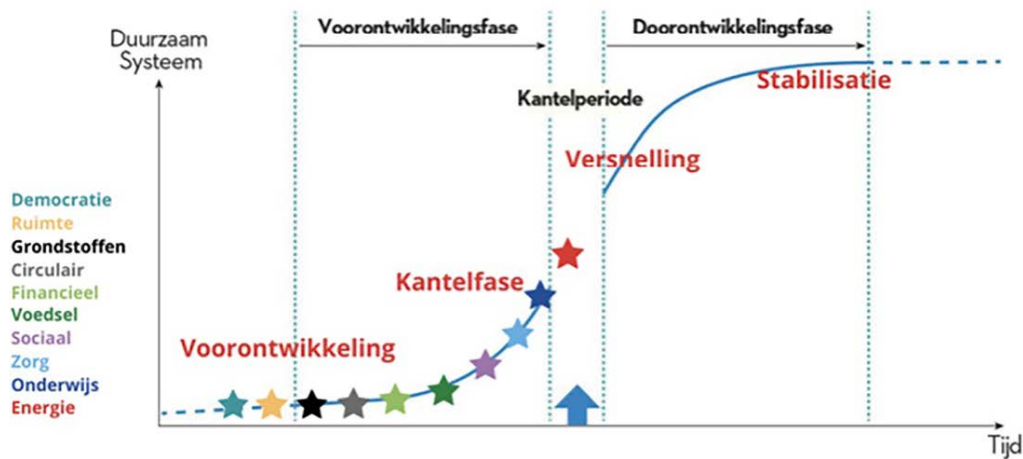 Voorontwikkelingsfase
Doorontwikkelingsfase
Duurzaam
Systeem
Stabilisatie
Kantelperiode
Versnelling
Democratie
Ruimte
Grondstoffen
Circulair
Financieel
Voedsel
Sociaal
Zorg
Onderwijs
Energie
Kantelfase
Voorontwikkeling
Tijd